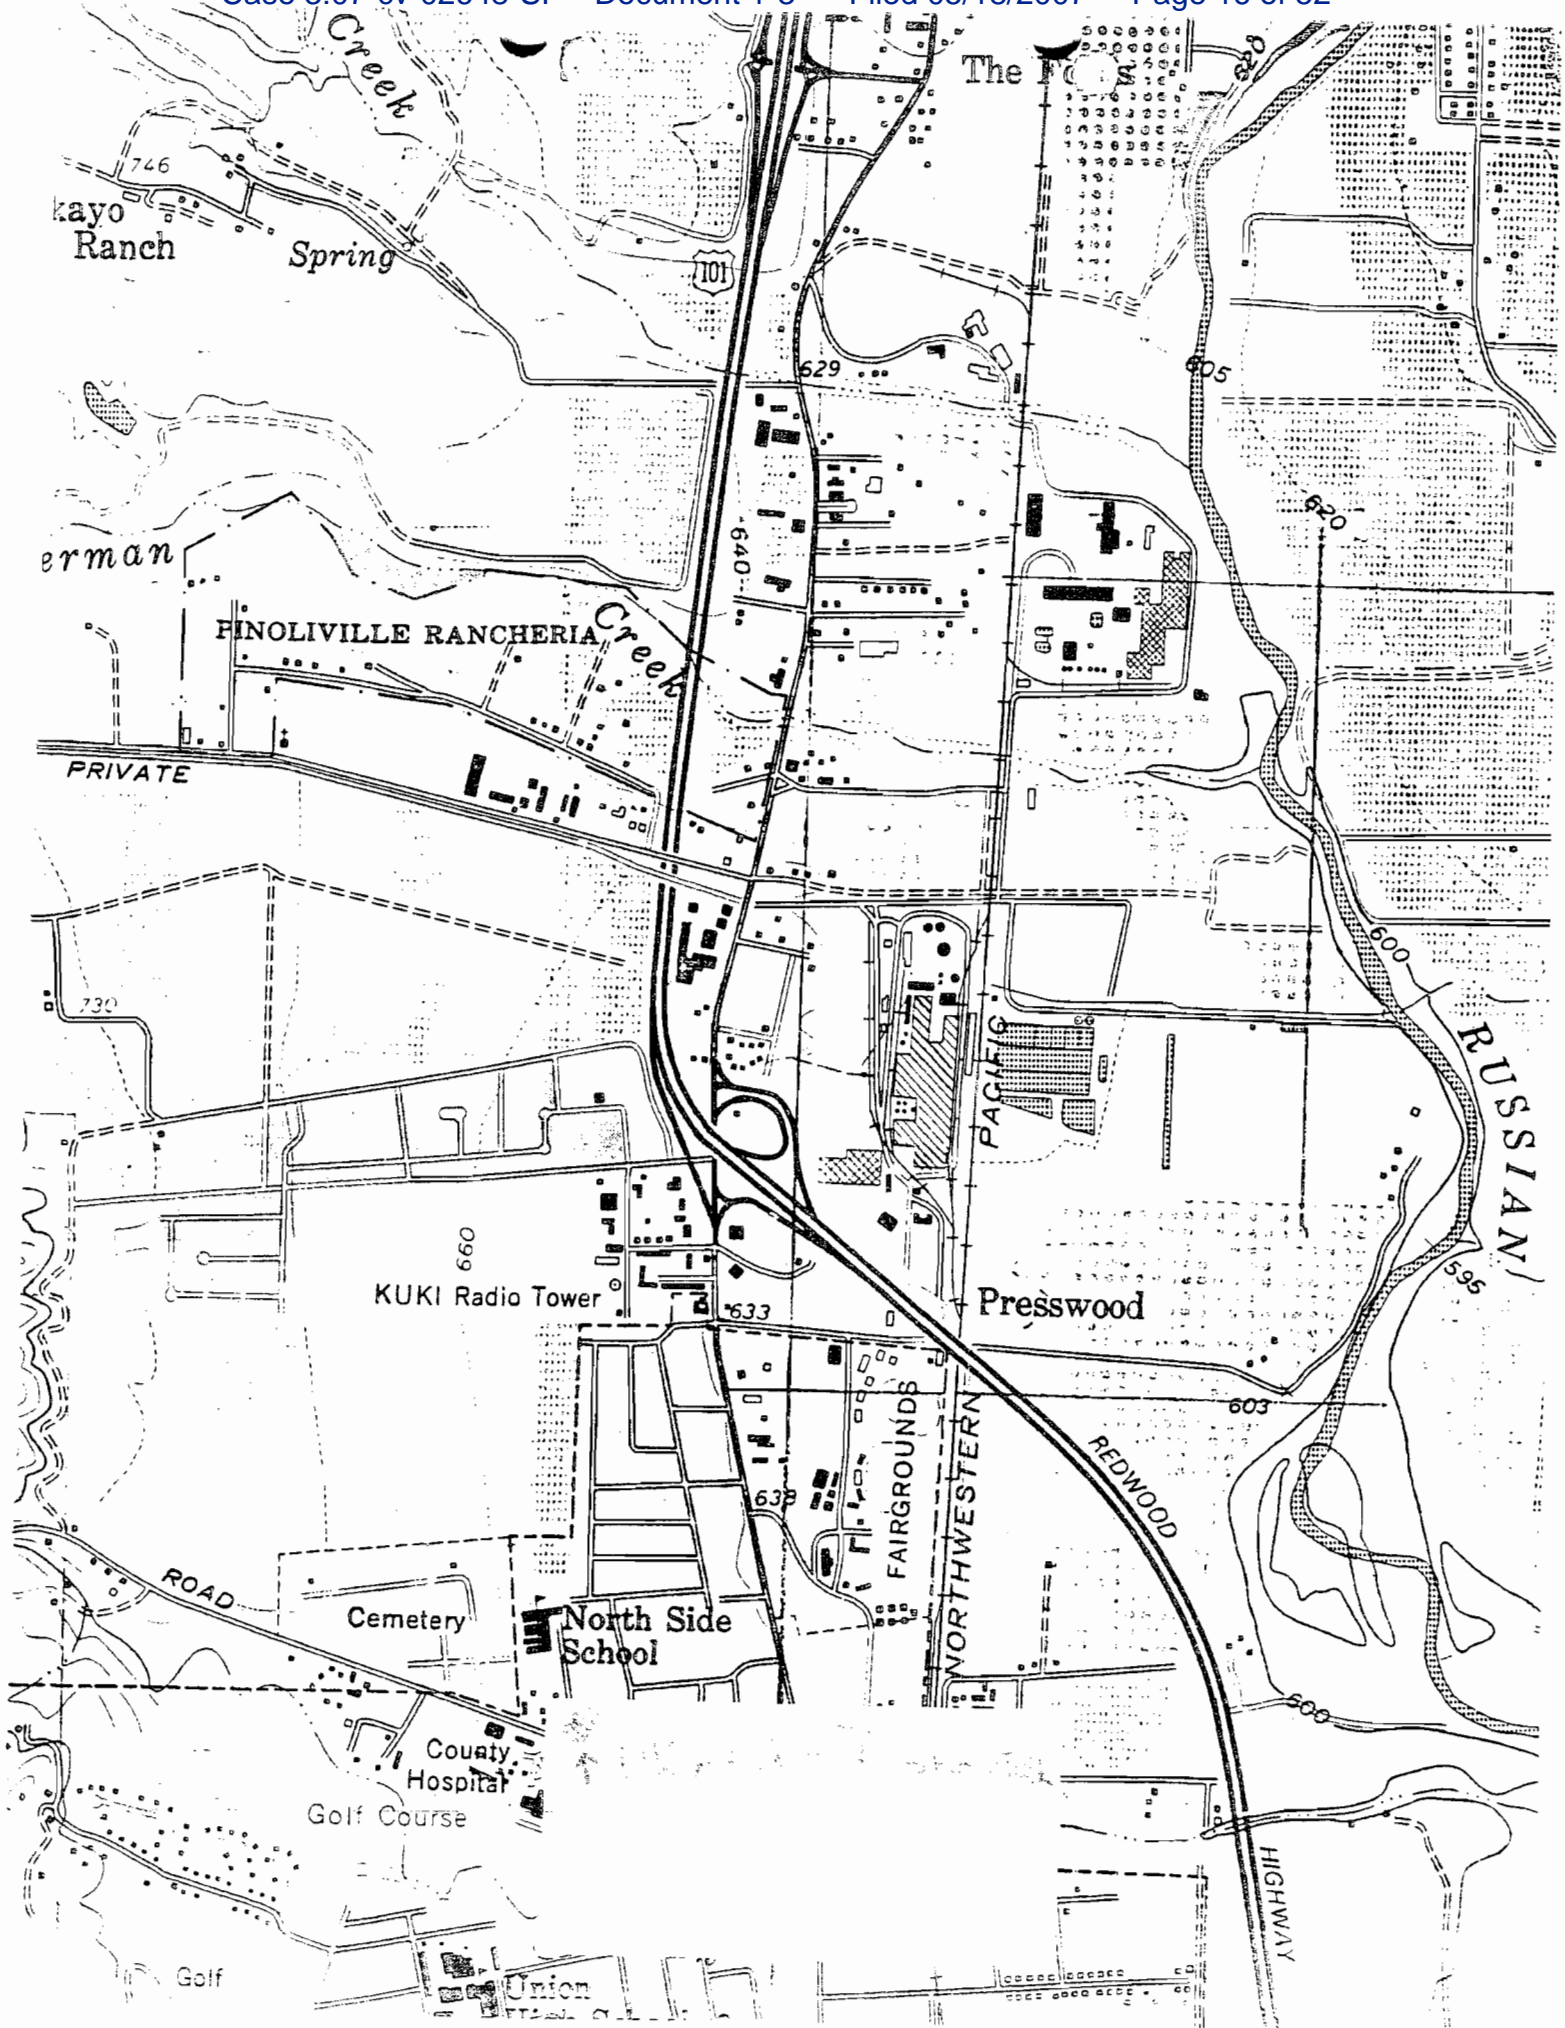 Creek
The Forks
628
746
kayo
Ranch
Spring
101
629
605
620
erman
640
PINOLIVILLE RANCHERIA
Creek
PRIVATE
600
730
PACIFIC
RUSSIAN
660
595
KUKI Radio Tower
633
Presswood
603
FAIRGROUNDS
NORTHWESTERN
REDWOOD
638
ROAD
Cemetery
North Side
School
600
County
Hospital
Golf Course
HIGHWAY
Golf
Union